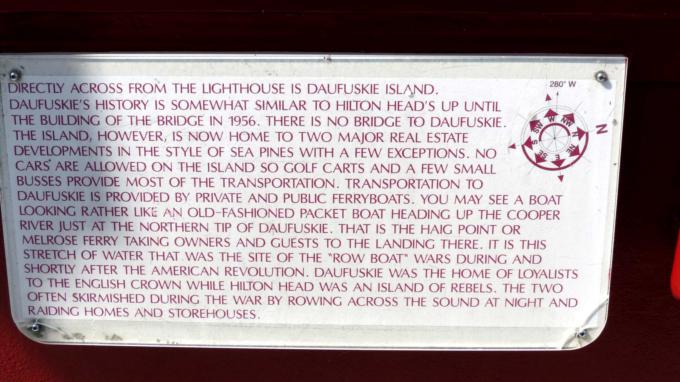 DIRECTLY ACROSS FROM THE LIGHTHOUSE IS DAUFUSKIE ISLAND.
DAUFUSKIE'S HISTORY IS SOMEWHAT SIMILAR TO HILTON HEAD'S UP UNTIL
THE BUILDING OF THE BRIDGE IN 1956. THERE IS NO BRIDGE TO DAUFUSKIE.
THE ISLAND, HOWEVER, IS NOW HOME TO TWO MAJOR REAL ESTATE
DEVELOPMENTS IN THE STYLE OF SEA PINES WITH A FEW EXCEPTIONS. NO
CARS ARE ALLOWED ON THE ISLAND SO GOLF CARTS AND A FEW SMALL
BUSSES PROVIDE MOST OF THE TRANSPORTATION. TRANSPORTATION TO
DAUFUSKIE IS PROVIDED BY PRIVATE AND PUBLIC FERRYBOATS. YOU MAY SEE A BOAT
LOOKING RATHER LIKE AN OLD-FASHIONED PACKET BOAT HEADING UP THE COOPER
RIVER JUST AT THE NORTHERN TIP OF DAUFUSKIE. THAT IS THE HAIG POINT OR
MELROSE FERRY TAKING OWNERS AND GUESTS TO THE LANDING THERE. IT IS THIS
STRETCH OF WATER THAT WAS THE SITE OF THE "ROW BOAT" WARS DURING AND
SHORTLY AFTER THE AMERICAN REVOLUTION. DAUFUSKIE WAS THE HOME OF LOYALISTS
TO THE ENGLISH CROWN WHILE HILTON HEAD WAS AN ISLAND OF REBELS. THE TWO
OFTEN SKIRMISHED DURING THE WAR BY ROWING ACROSS THE SOUND AT NIGHT AND
RAIDING HOMES AND STOREHOUSES.
280° W
N
SW W NW
S N
SE E NE